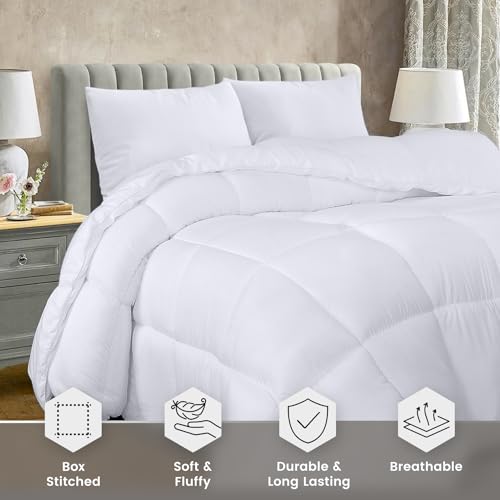 Box
Stitched
Soft &
Fluffy
Durable &
Long Lasting
Breathable